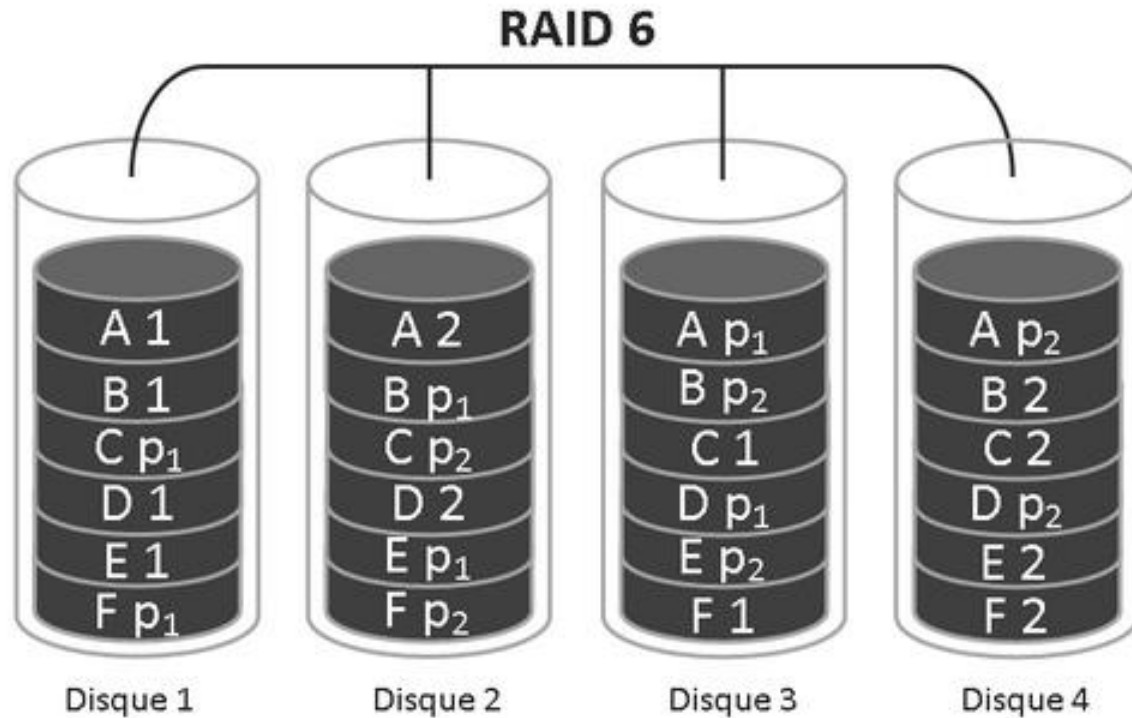 RAID 6
A 1 A 2 A p₁ A p₂
B 1 B p₁ B p₂ B 2
C p₁ C p₂ C 1 C 2
D 1 D 2 D p₁ D p₂
E 1 E p₁ E p₂ E 2
F p₁ F p₂ F 1 F 2
Disque 1 Disque 2 Disque 3 Disque 4